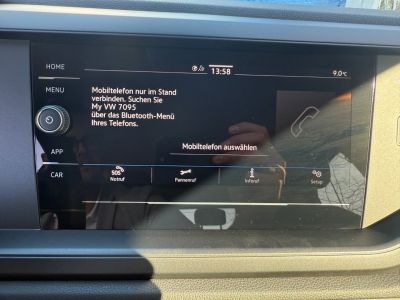 HOME
13:58
9.0°C
MENU
Mobiltelefon nur im Stand
verbinden. Suchen Sie
My VW 7095
über das Bluetooth-Menü
Ihres Telefons.
Mobiltelefon auswählen
APP
CAR
SOS
Notruf
Pannenruf
Inforuf
Setup